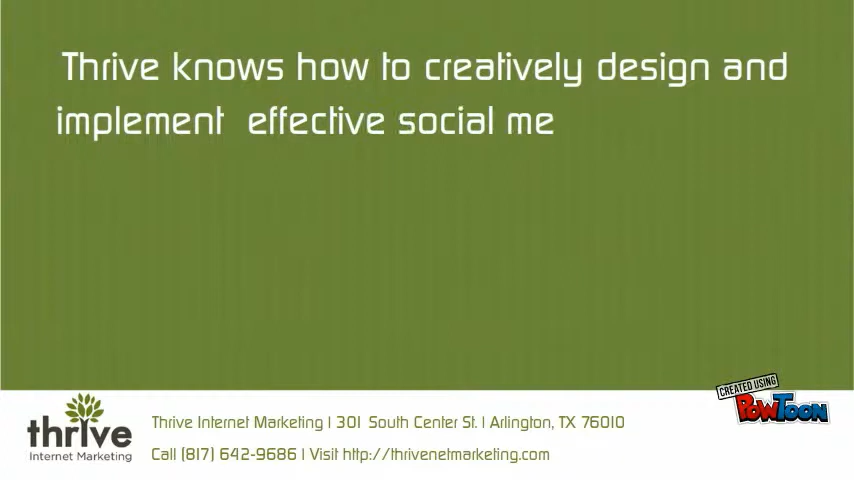 Thrive knows how to creatively design and
implement effective social me
thrive
Internet Marketing
Thrive Internet Marketing | 301 South Center St. | Arlington, TX 76010
Call (817) 642-9686 | Visit http://thrivenetmarketing.com
CREATED USING
POWTOON